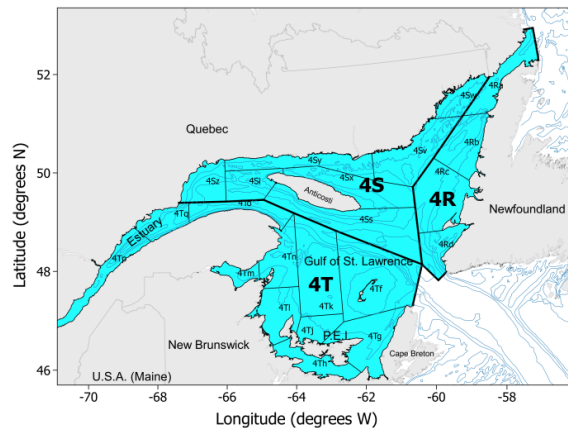 52
50
48
46
Latitude (degrees N)
4Ra
4Sw
Quebec
4Rb
4Sy
4Sv
4Sz
4Si
4Sx
4S
4Rc
Anticosti
4R
4Tq
4Ss
Newfoundland
Estuary
4Tp
4Rd
4Tn
Gulf of St. Lawrence
4Tm
4T
4Tf
4Tl
4Tk
4Tj
P.E.I.
4Tg
New Brunswick
Cape Breton
4Th
U.S.A. (Maine)
-70 -68 -66 -64 -62 -60 -58
Longitude (degrees W)